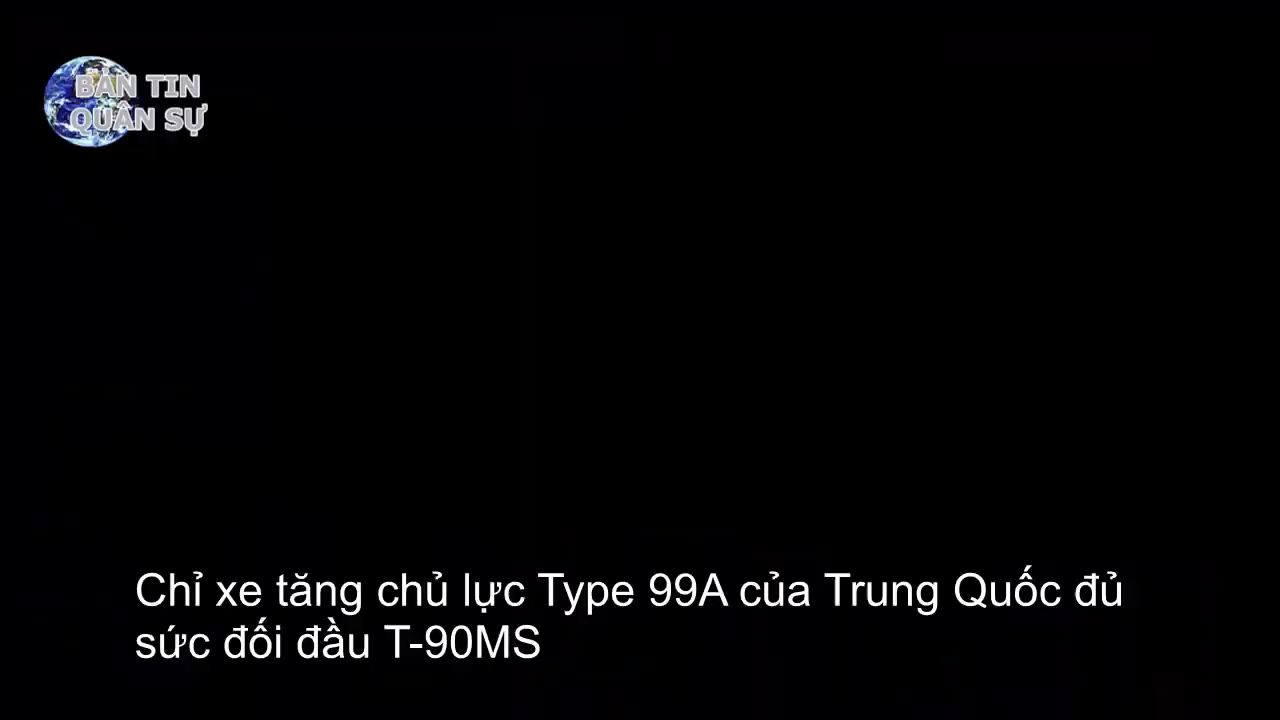 BẢN TIN
QUÂN SỰ
Chỉ xe tăng chủ lực Type 99A của Trung Quốc đủ
sức đối đầu T-90MS